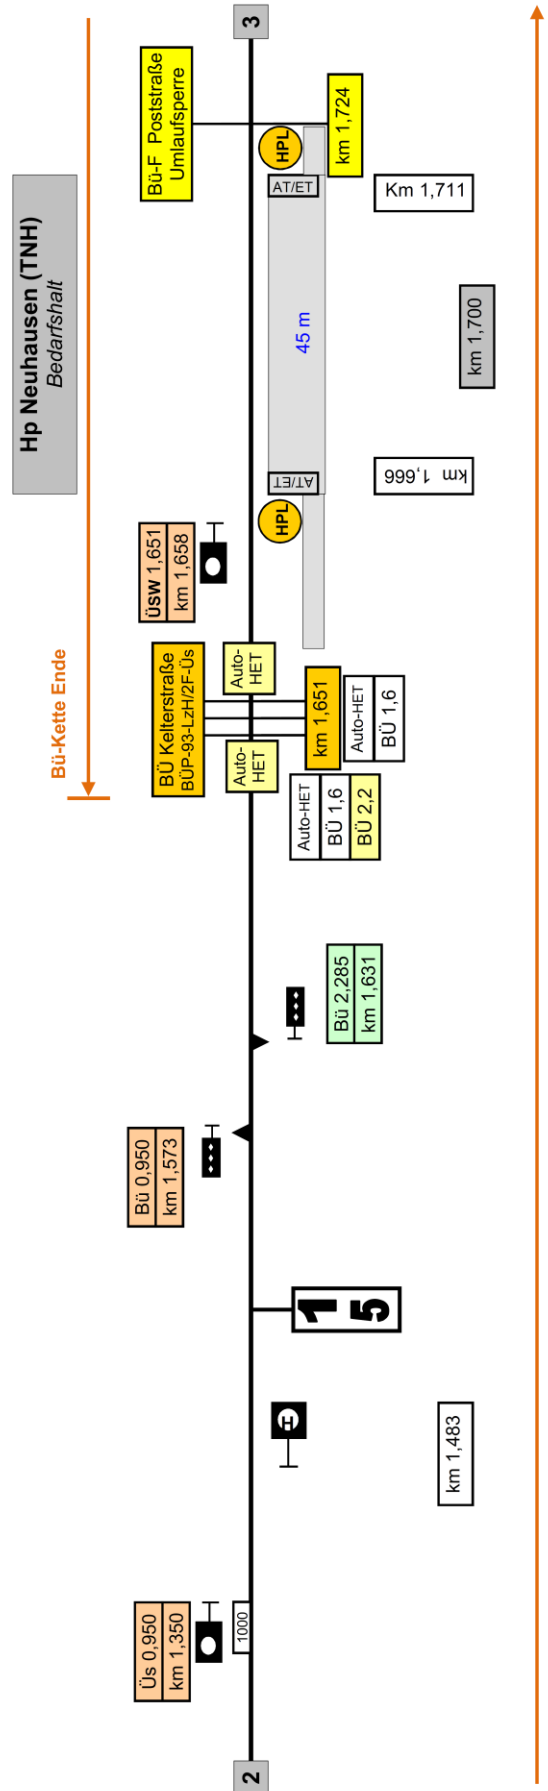 Hp Neuhausen (TNH)
Bedarfshalt
Bü-Kette Ende
3
Bü-F Poststraße
Umlaufsperre
HPL
km 1,724
AT/ET
Km 1,711
45 m
km 1,700
AT/ET
km 1,666
HPL
üsw 1,651
km 1,658
BÜ Kelterstraße
BÜP-93-LzH/2F-Üs
Auto-
HET
Auto-
HET
km 1,651
Auto-HET
BÜ 1,6
Auto-HET
BÜ 1,6
BÜ 2,2
Bü 2,285
km 1,631
Bü 0,950
km 1,573
1
5
H
km 1,483
Üs 0,950
km 1,350
1000
2